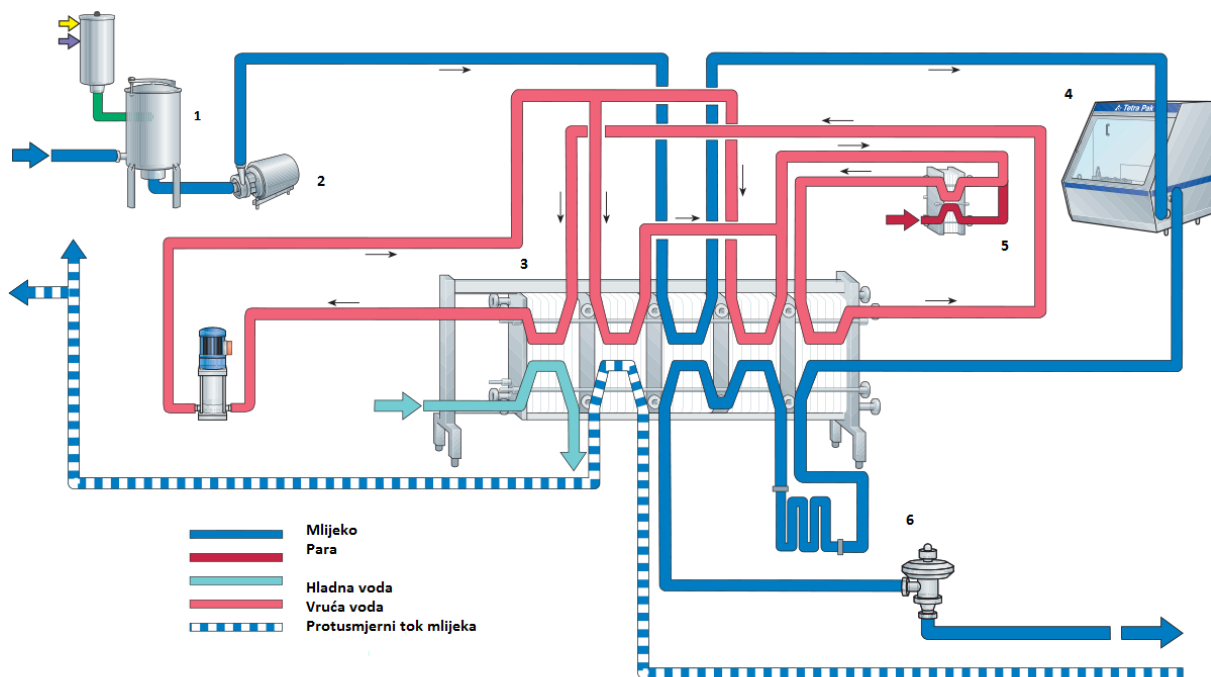 1
2
3
4
Tetra Pak
5
6
Mlijeko
Para
Hladna voda
Vruća voda
Protusmjerni tok mlijeka